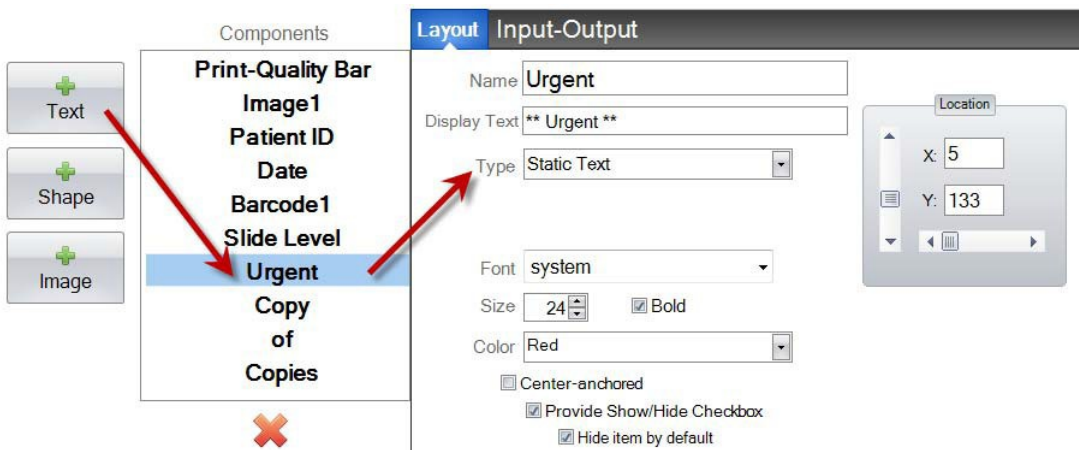 Text
Shape
Image
Components
Print-Quality Bar
Image1
Patient ID
Date
Barcode1
Slide Level
Urgent
Copy
of
Copies
Layout Input-Output
Name Urgent
Display Text ** Urgent **
Type Static Text
Font system
Size 24 Bold
Color Red
Center-anchored
Provide Show/Hide Checkbox
Hide item by default
Location
X: 5
Y: 133